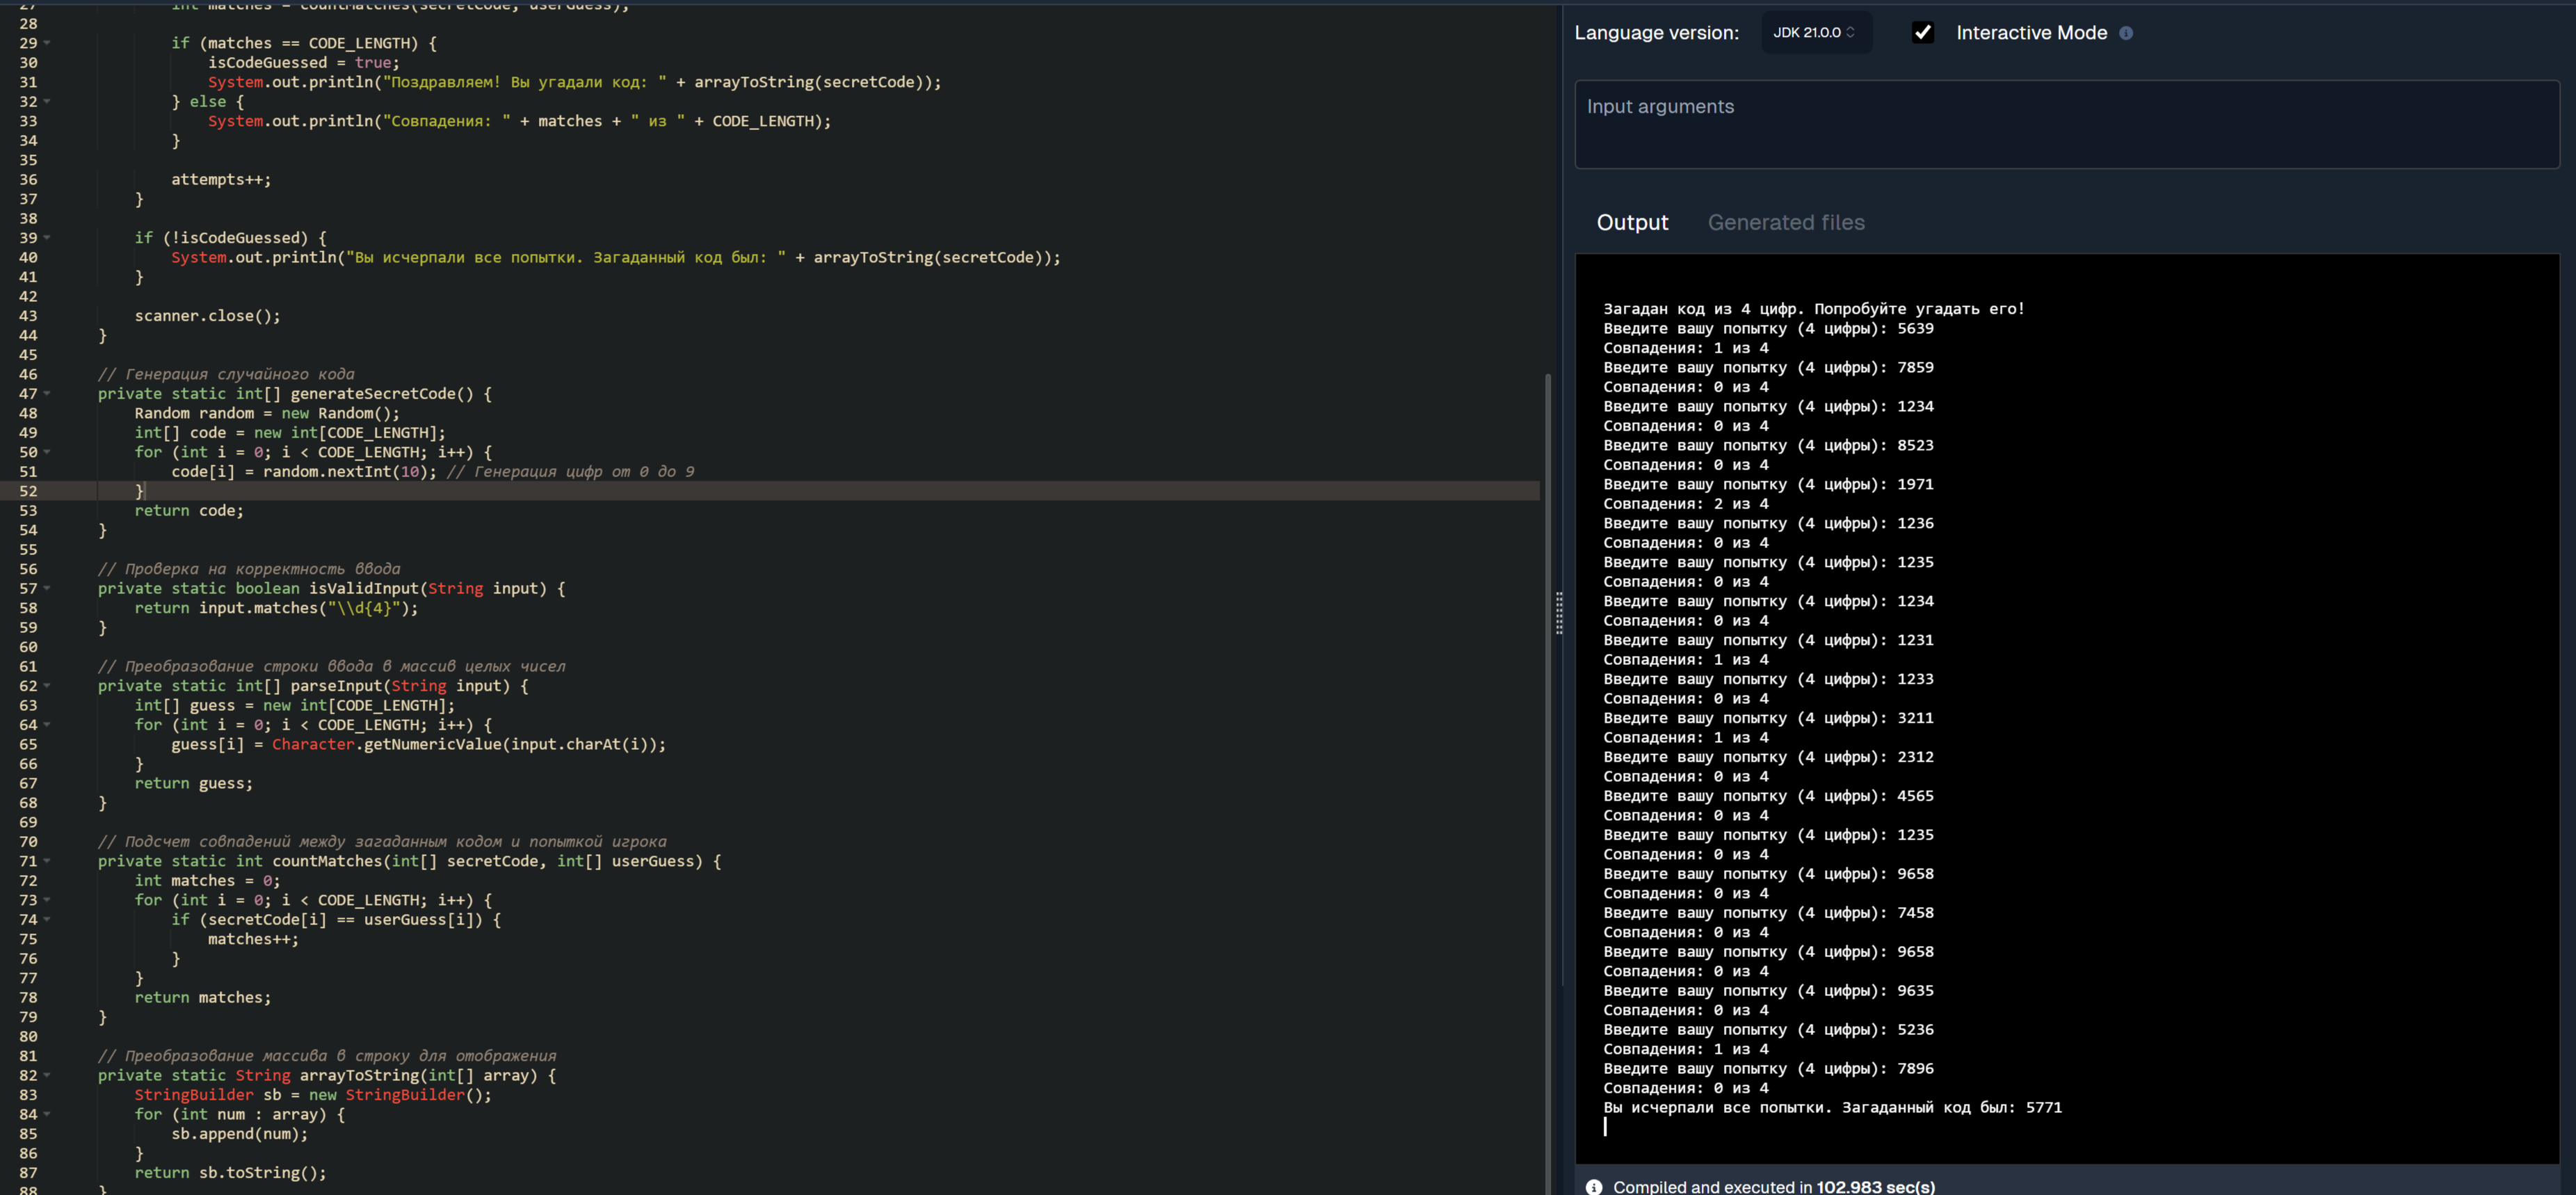 27 int matches = countMatches(secretCode, userGuess);
28
29 if (matches == CODE_LENGTH) {
30 isCodeGuessed = true;
31 System.out.println("Поздравляем! Вы угадали код: " + arrayToString(secretCode));
32 } else {
33 System.out.println("Совпадения: " + matches + " из " + CODE_LENGTH);
34 }
35
36 attempts++;
37 }
38
39 if (!isCodeGuessed) {
40 System.out.println("Вы исчерпали все попытки. Загаданный код был: " + arrayToString(secretCode));
41 }
42
43 scanner.close();
44 }
45
46 // Генерация случайного кода
47 private static int[] generateSecretCode() {
48 Random random = new Random();
49 int[] code = new int[CODE_LENGTH];
50 for (int i = 0; i < CODE_LENGTH; i++) {
51 code[i] = random.nextInt(10); // Генерация цифр от 0 до 9
52 }
53 return code;
54 }
55
56 // Проверка на корректность ввода
57 private static boolean isValidInput(String input) {
58 return input.matches("\\d{4}");
59 }
60
61 // Преобразование строки ввода в массив целых чисел
62 private static int[] parseInput(String input) {
63 int[] guess = new int[CODE_LENGTH];
64 for (int i = 0; i < CODE_LENGTH; i++) {
65 guess[i] = Character.getNumericValue(input.charAt(i));
66 }
67 return guess;
68 }
69
70 // Подсчет совпадений между загаданным кодом и попыткой игрока
71 private static int countMatches(int[] secretCode, int[] userGuess) {
72 int matches = 0;
73 for (int i = 0; i < CODE_LENGTH; i++) {
74 if (secretCode[i] == userGuess[i]) {
75 matches++;
76 }
77 }
78 return matches;
79 }
80
81 // Преобразование массива в строку для отображения
82 private static String arrayToString(int[] array) {
83 StringBuilder sb = new StringBuilder();
84 for (int num : array) {
85 sb.append(num);
86 }
87 return sb.toString();
88 }
Language version: JDK 21.0.0 Interactive Mode
Input arguments
Output Generated files
Загадан код из 4 цифр. Попробуйте угадать его!
Введите вашу попытку (4 цифры): 5639
Совпадения: 1 из 4
Введите вашу попытку (4 цифры): 7859
Совпадения: 0 из 4
Введите вашу попытку (4 цифры): 1234
Совпадения: 0 из 4
Введите вашу попытку (4 цифры): 8523
Совпадения: 0 из 4
Введите вашу попытку (4 цифры): 1971
Совпадения: 2 из 4
Введите вашу попытку (4 цифры): 1236
Совпадения: 0 из 4
Введите вашу попытку (4 цифры): 1235
Совпадения: 0 из 4
Введите вашу попытку (4 цифры): 1234
Совпадения: 0 из 4
Введите вашу попытку (4 цифры): 1231
Совпадения: 1 из 4
Введите вашу попытку (4 цифры): 1233
Совпадения: 0 из 4
Введите вашу попытку (4 цифры): 3211
Совпадения: 1 из 4
Введите вашу попытку (4 цифры): 2312
Совпадения: 0 из 4
Введите вашу попытку (4 цифры): 4565
Совпадения: 0 из 4
Введите вашу попытку (4 цифры): 1235
Совпадения: 0 из 4
Введите вашу попытку (4 цифры): 9658
Совпадения: 0 из 4
Введите вашу попытку (4 цифры): 7458
Совпадения: 0 из 4
Введите вашу попытку (4 цифры): 9658
Совпадения: 0 из 4
Введите вашу попытку (4 цифры): 9635
Совпадения: 0 из 4
Введите вашу попытку (4 цифры): 5236
Совпадения: 1 из 4
Введите вашу попытку (4 цифры): 7896
Совпадения: 0 из 4
Вы исчерпали все попытки. Загаданный код был: 5771
Compiled and executed in 102.983 sec(s)